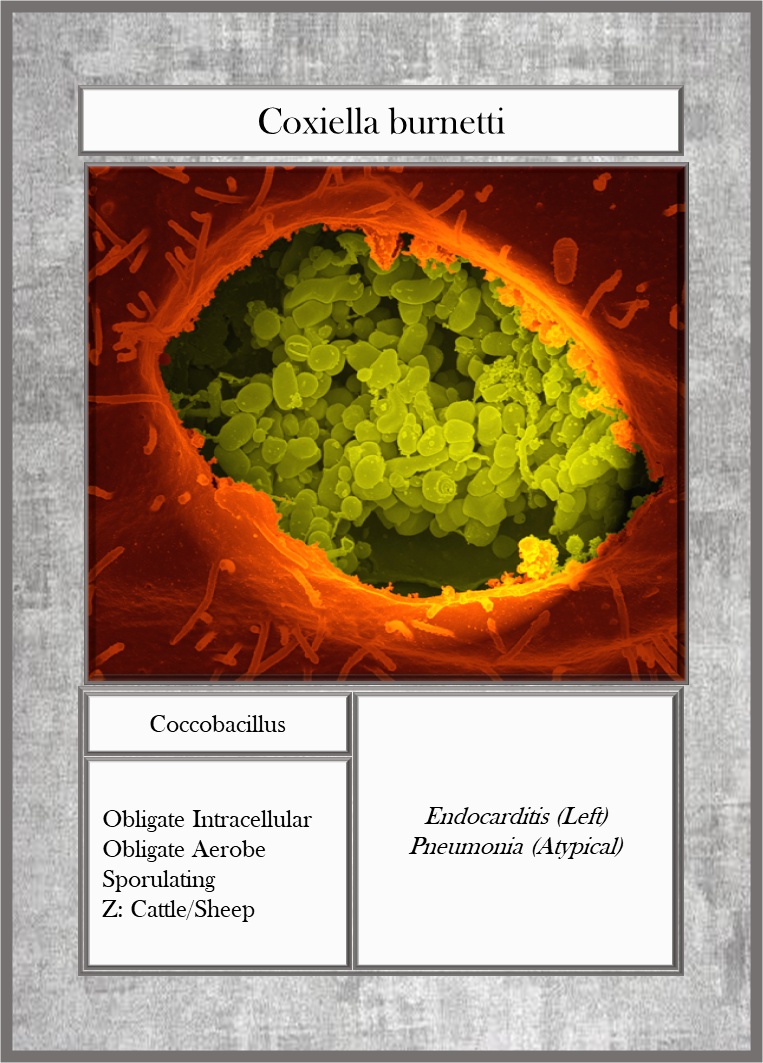 Coxiella burnetti
Coccobacillus
Obligate Intracellular
Obligate Aerobe
Sporulating
Z: Cattle/Sheep
Endocarditis (Left)
Pneumonia (Atypical)